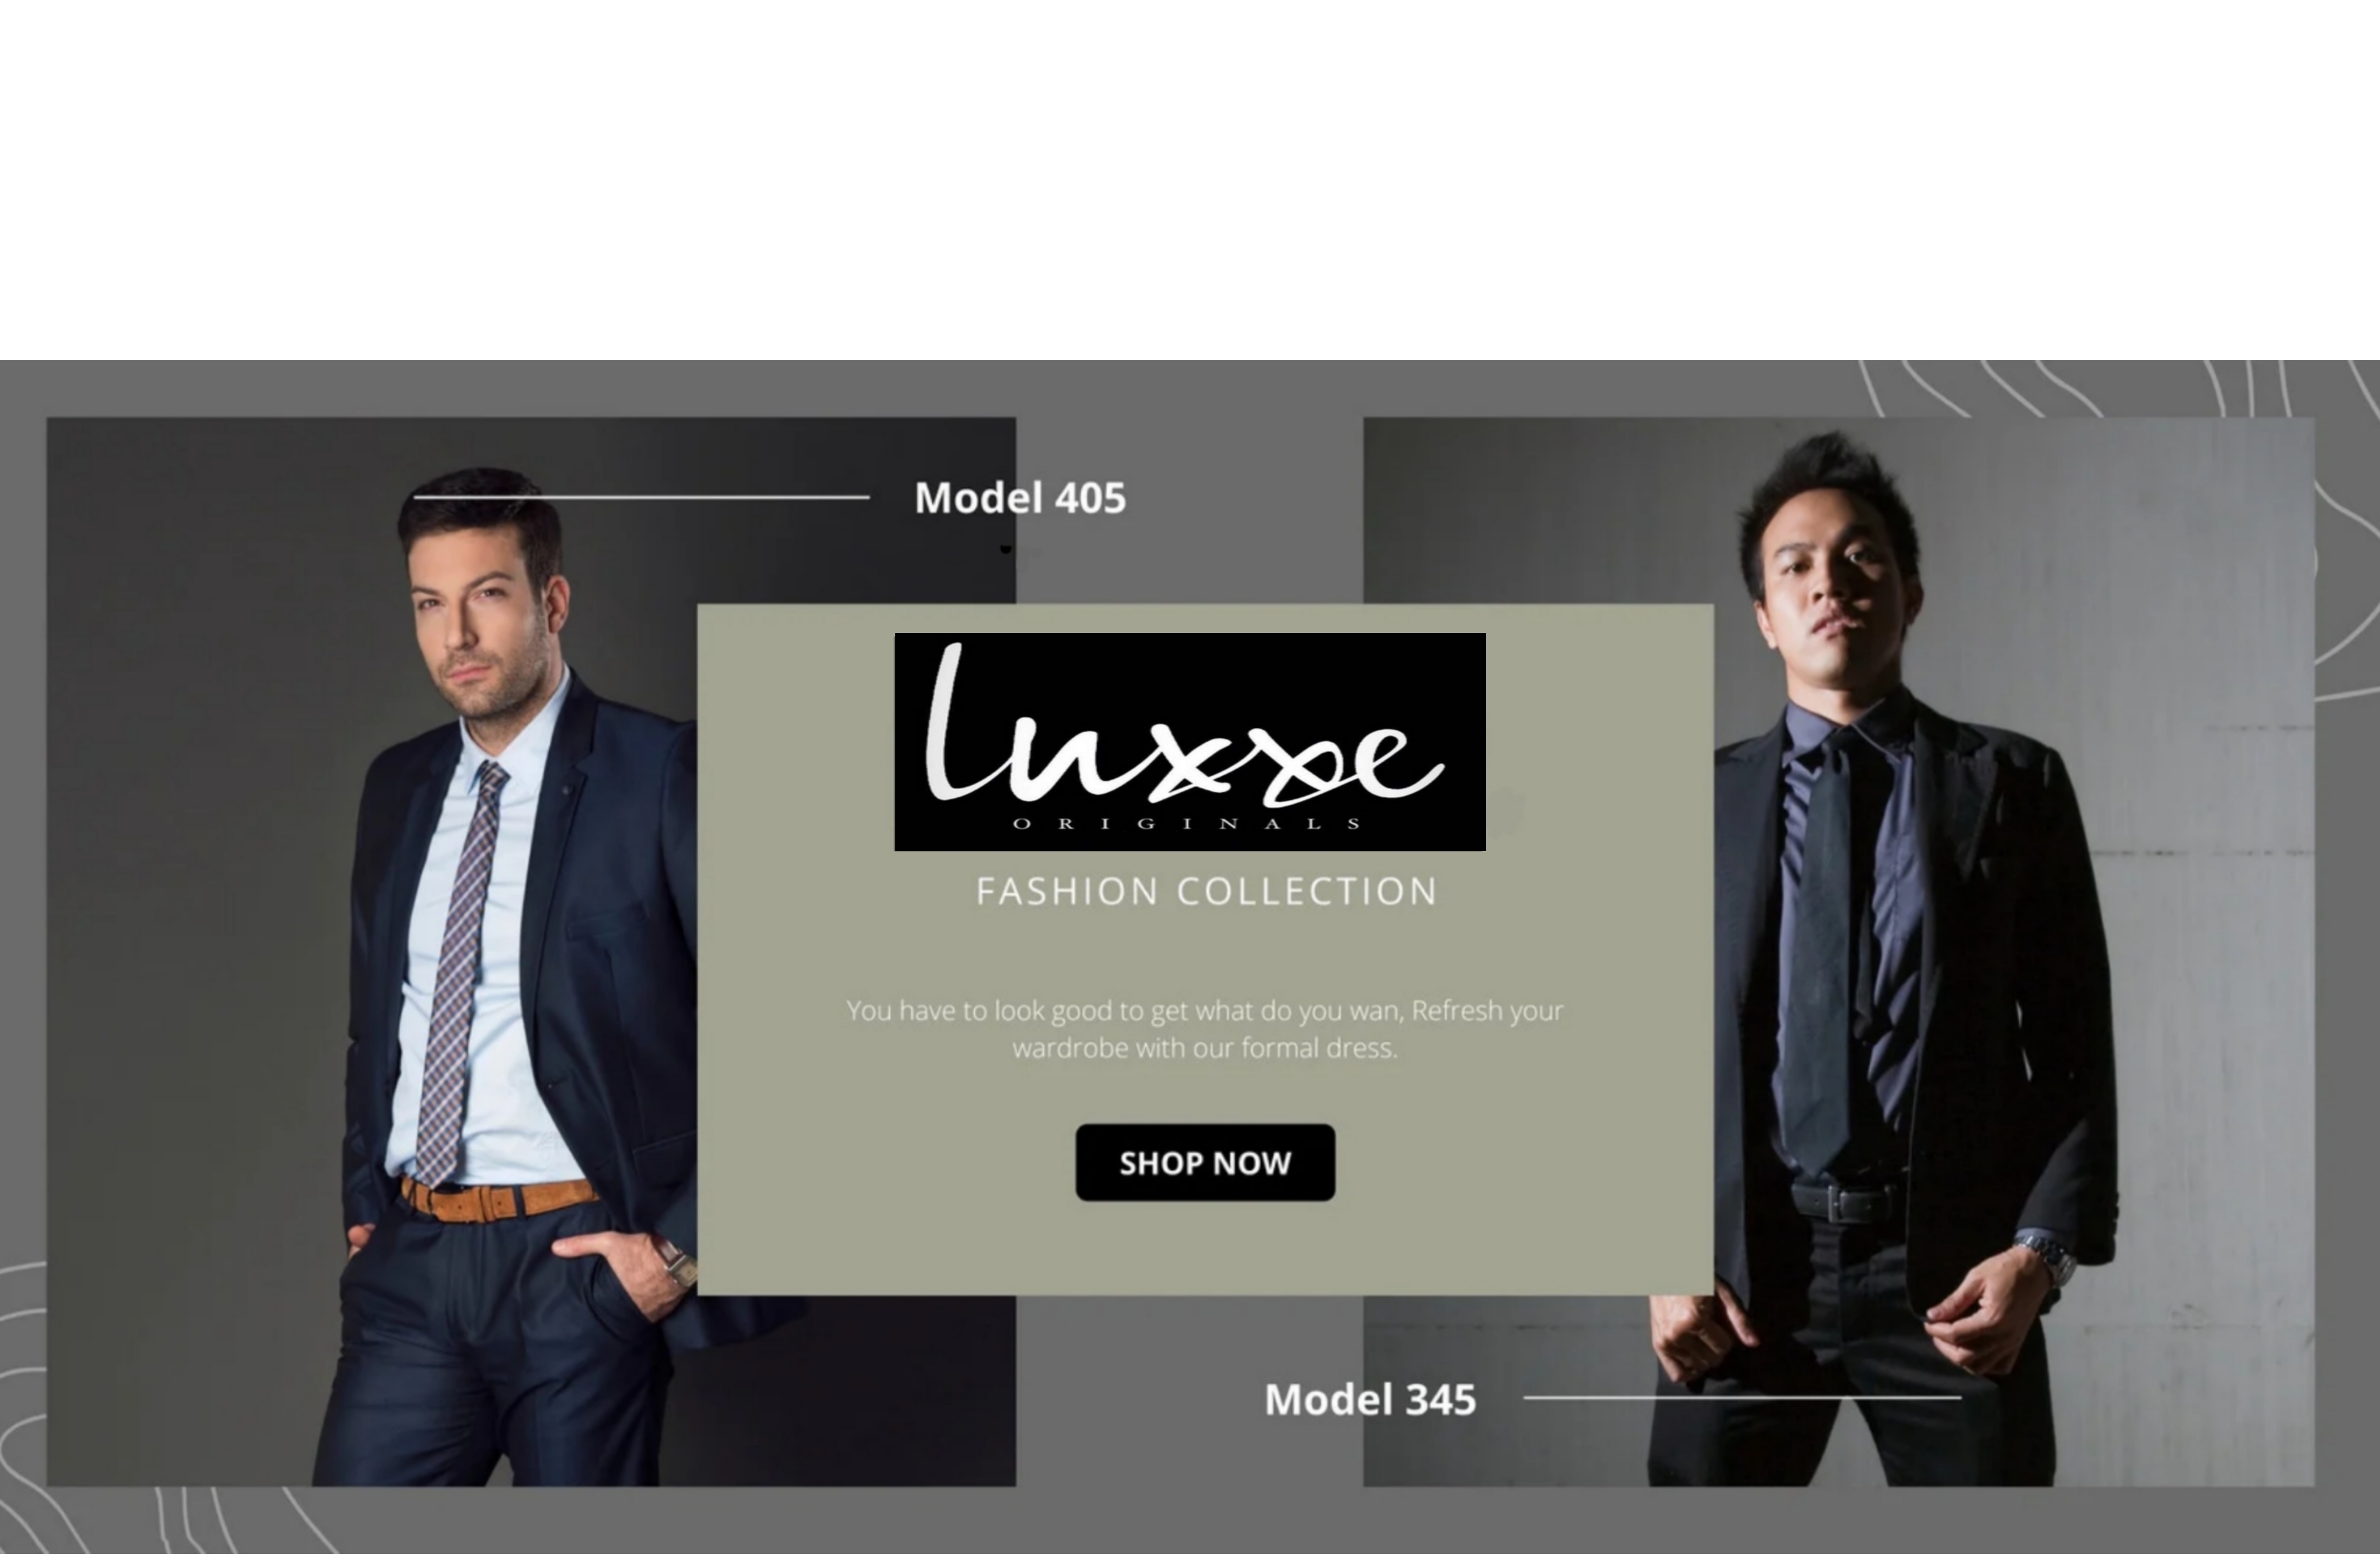 Model 405
Luxxe
ORIGINALS
FASHION COLLECTION
You have to look good to get what do you wan, Refresh your
wardrobe with our formal dress.
SHOP NOW
Model 345